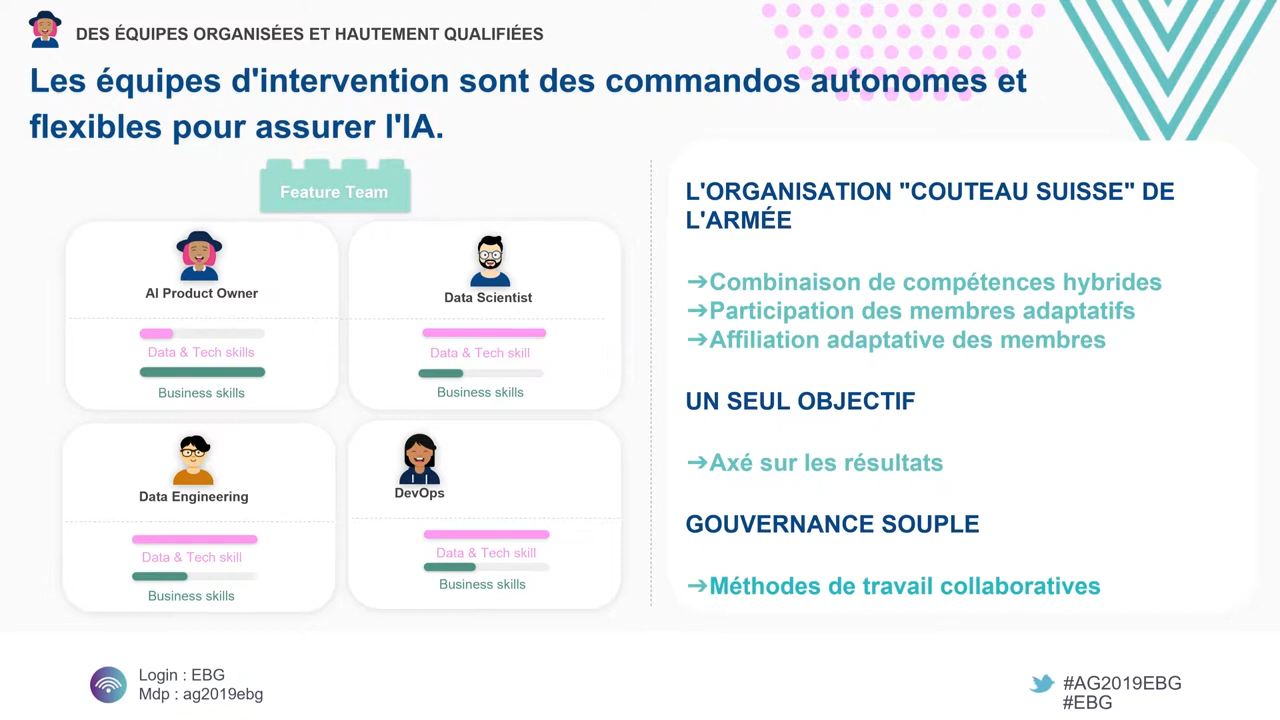 DES ÉQUIPES ORGANISÉES ET HAUTEMENT QUALIFIÉES
Les équipes d'intervention sont des commandos autonomes et
flexibles pour assurer l'IA.
Feature Team
AI Product Owner
Data & Tech skills
Business skills
Data Scientist
Data & Tech skill
Business skills
Data Engineering
Data & Tech skill
Business skills
DevOps
Data & Tech skill
Business skills
L'ORGANISATION "COUTEAU SUISSE" DE
L'ARMÉE
➔Combinaison de compétences hybrides
➔Participation des membres adaptatifs
➔Affiliation adaptative des membres
UN SEUL OBJECTIF
➔Axé sur les résultats
GOUVERNANCE SOUPLE
➔Méthodes de travail collaboratives
Login : EBG
Mdp : ag2019ebg
#AG2019EBG
#EBG